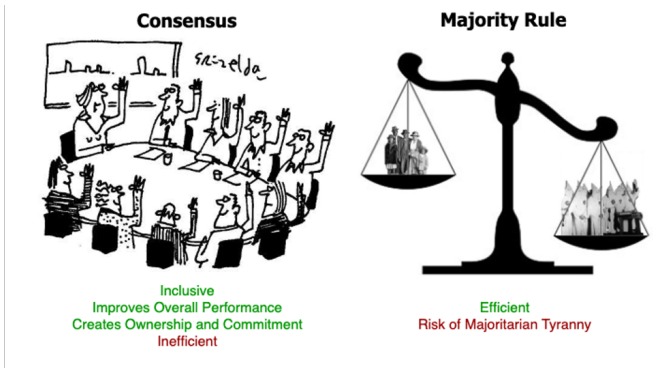 Consensus
Majority Rule
Grizelda
Inclusive
Improves Overall Performance
Creates Ownership and Commitment
Inefficient
Efficient
Risk of Majoritarian Tyranny